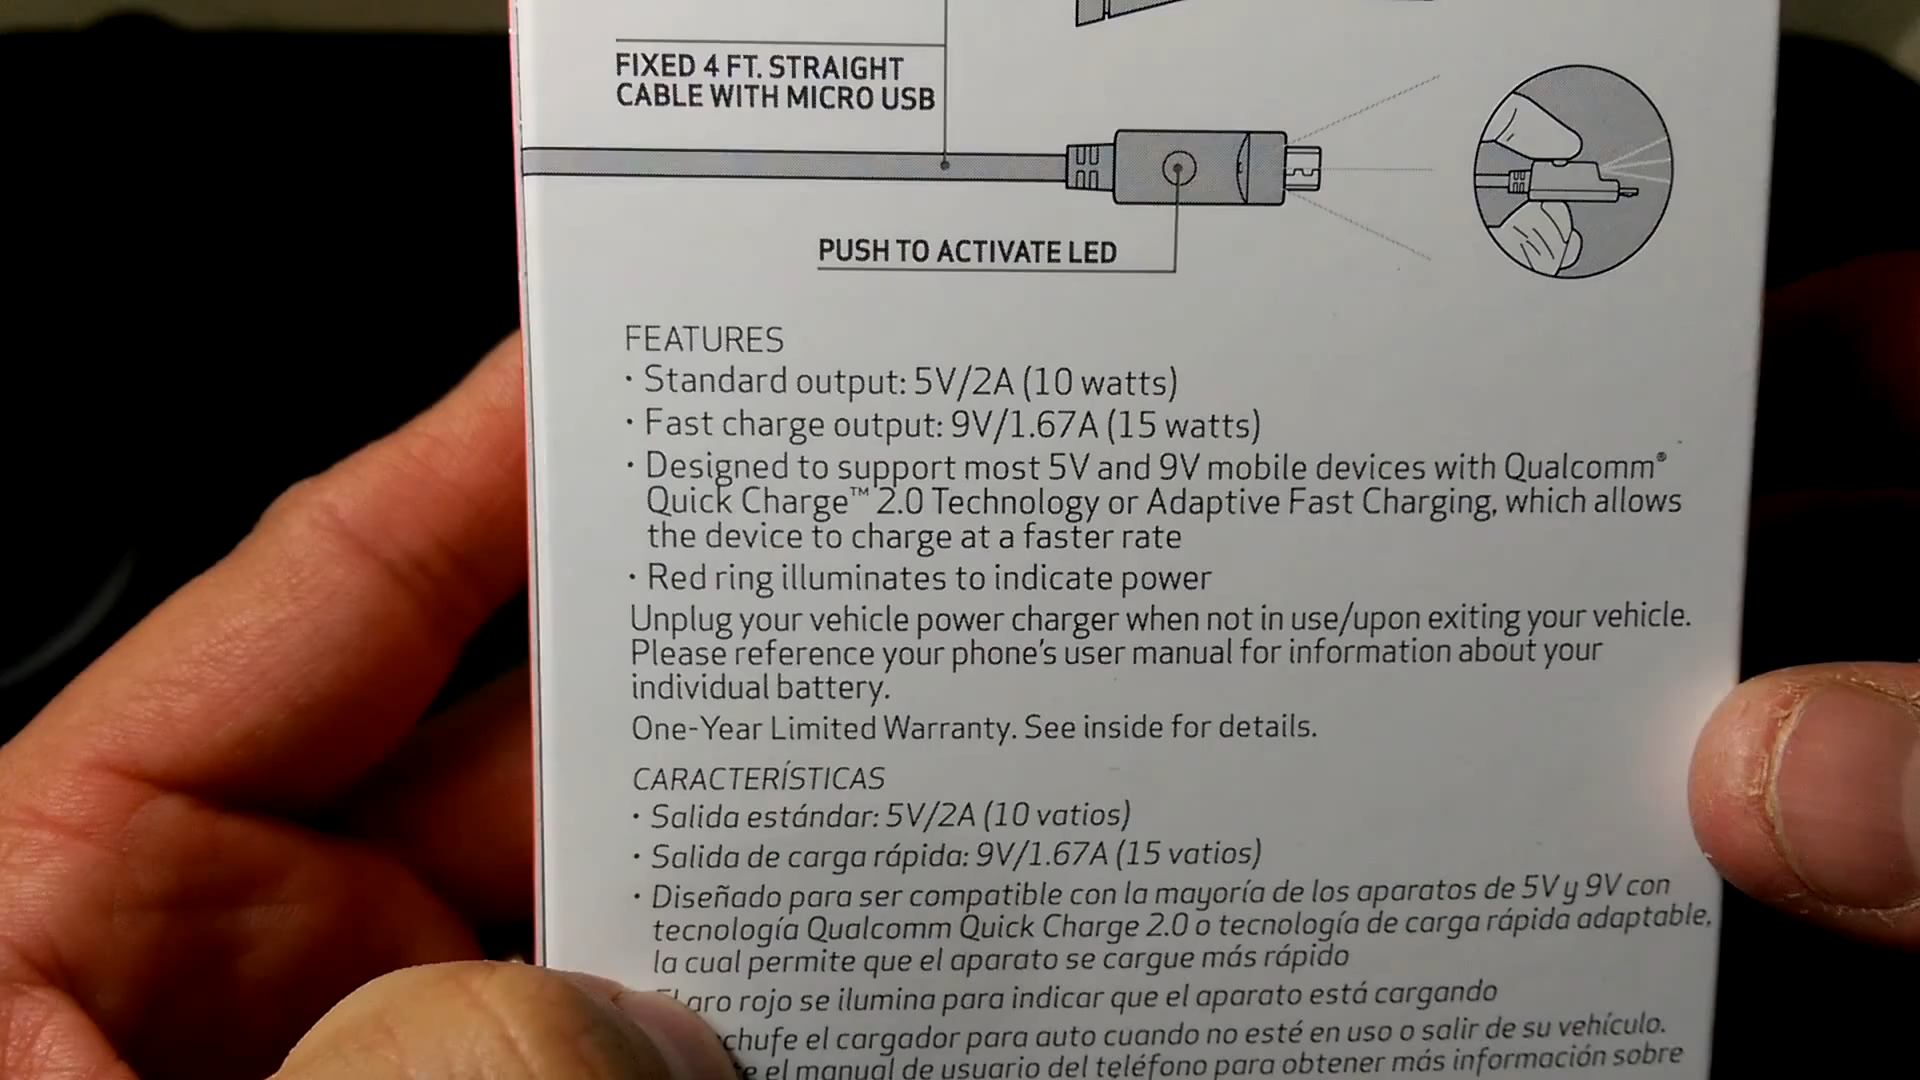 FIXED 4 FT. STRAIGHT
CABLE WITH MICRO USB
PUSH TO ACTIVATE LED
FEATURES
· Standard output: 5V/2A (10 watts)
· Fast charge output: 9V/1.67A (15 watts)
· Designed to support most 5V and 9V mobile devices with Qualcomm®
Quick Charge™ 2.0 Technology or Adaptive Fast Charging, which allows
the device to charge at a faster rate
· Red ring illuminates to indicate power
Unplug your vehicle power charger when not in use/upon exiting your vehicle.
Please reference your phone's user manual for information about your
individual battery.
One-Year Limited Warranty. See inside for details.
CARACTERÍSTICAS
· Salida estándar: 5V/2A (10 vatios)
· Salida de carga rápida: 9V/1.67A (15 vatios)
· Diseñado para ser compatible con la mayoría de los aparatos de 5V y 9V con
tecnología Qualcomm Quick Charge 2.0 o tecnología de carga rápida adaptable,
la cual permite que el aparato se cargue más rápido
El aro rojo se ilumina para indicar que el aparato está cargando
el cargador para auto cuando no esté en uso o salir de su vehículo.
el manual de usuario del teléfono para obtener más información sobre